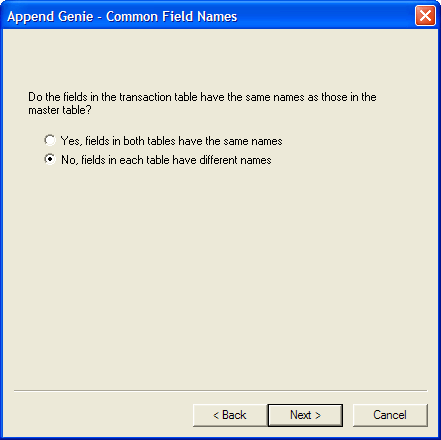 Append Genie - Common Field Names
Do the fields in the transaction table have the same names as those in the
master table?
Yes, fields in both tables have the same names
No, fields in each table have different names
< Back
Next >
Cancel